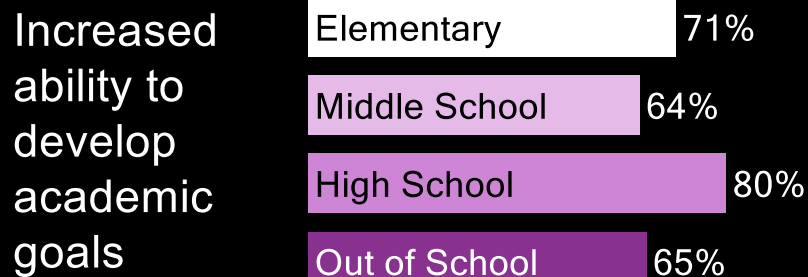 Increased
ability to
develop
academic
goals
Elementary 71%
Middle School 64%
High School 80%
Out of School 65%